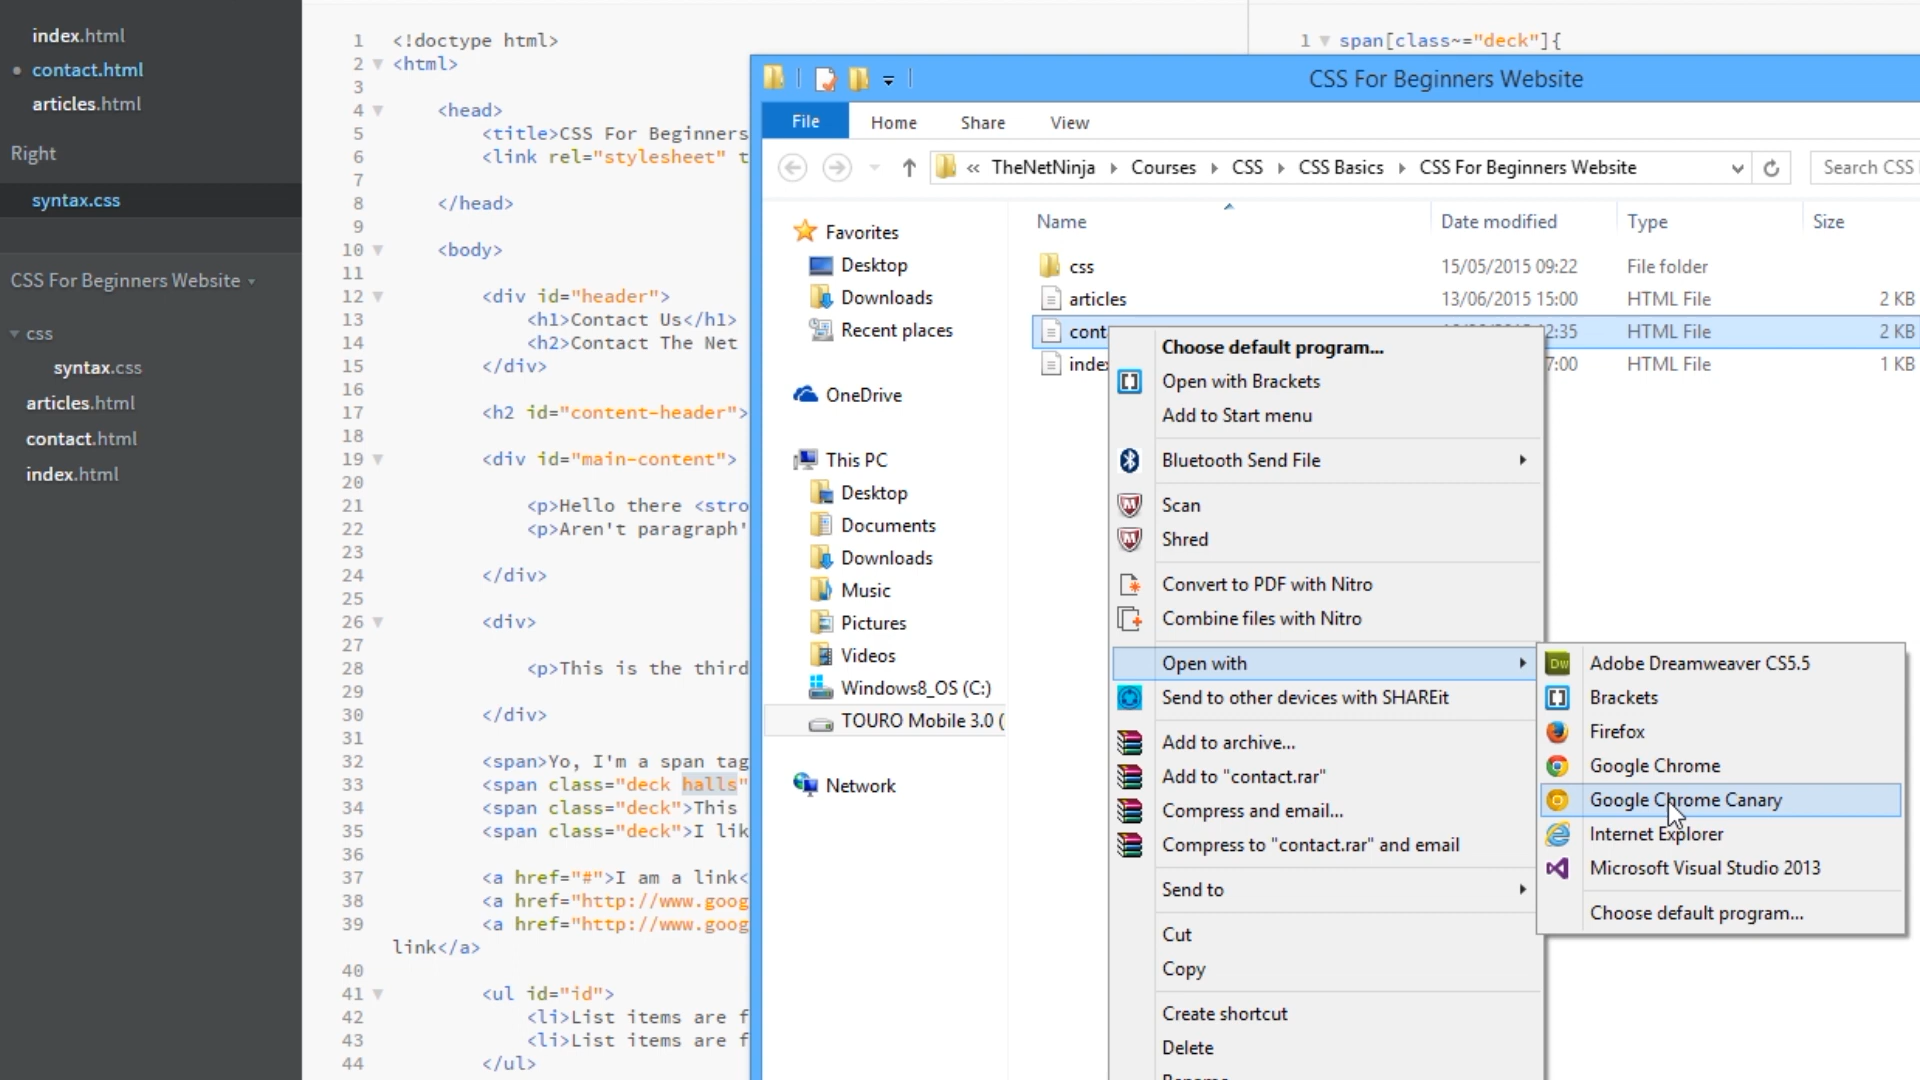 index.html
contact.html
articles.html
Right
syntax.css
CSS For Beginners Website
css
syntax.css
articles.html
contact.html
index.html
1 <!doctype html>
2 <html>
3
4 <head>
5 <title>CSS For Beginners
6 <link rel="stylesheet" t
7
8 </head>
9
10 <body>
11
12 <div id="header">
13 <h1>Contact Us</h1>
14 <h2>Contact The Net
15 </div>
16
17 <h2 id="content-header">
18
19 <div id="main-content">
20
21 <p>Hello there <stro
22 <p>Aren't paragraph'
23
24 </div>
25
26 <div>
27
28 <p>This is the third
29
30 </div>
31
32 <span>Yo, I'm a span tag
33 <span class="deck halls"
34 <span class="deck">This
35 <span class="deck">I lik
36
37 <a href="#">I am a link<
38 <a href="http://www.goog
39 <a href="http://www.goog
link</a>
40
41 <ul id="id">
42 <li>List items are f
43 <li>List items are f
44 </ul>
1 span[class~="deck"]{
CSS For Beginners Website
File Home Share View
« TheNetNinja Courses CSS CSS Basics CSS For Beginners Website
Search CSS
Favorites
Desktop
Downloads
Recent places
OneDrive
This PC
Desktop
Documents
Downloads
Music
Pictures
Videos
Windows8_OS (C:)
TOURO Mobile 3.0 (
Network
Name Date modified Type Size
css 15/05/2015 09:22 File folder
articles 13/06/2015 15:00 HTML File 2 KB
cont 2:35 HTML File 2 KB
index 7:00 HTML File 1 KB
Choose default program...
Open with Brackets
Add to Start menu
Bluetooth Send File
Scan
Shred
Convert to PDF with Nitro
Combine files with Nitro
Open with
Send to other devices with SHAREit
Add to archive...
Add to "contact.rar"
Compress and email...
Compress to "contact.rar" and email
Send to
Cut
Copy
Create shortcut
Delete
Dw Adobe Dreamweaver CS5.5
Brackets
Firefox
Google Chrome
Google Chrome Canary
Internet Explorer
Microsoft Visual Studio 2013
Choose default program...